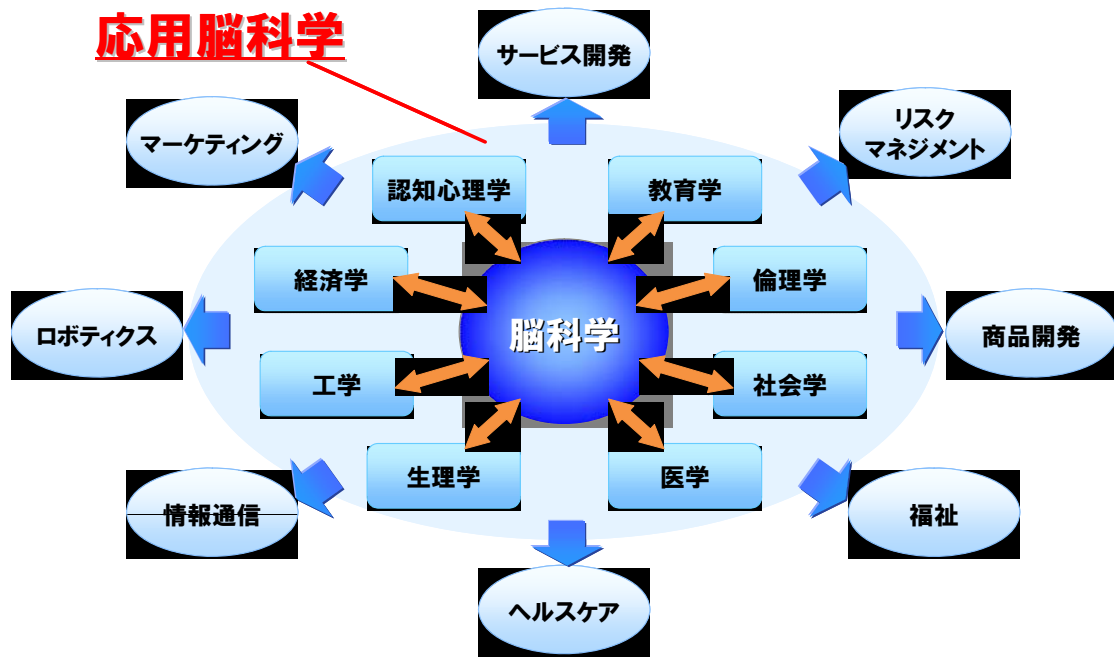 応用脳科学
サービス開発
マーケティング
リスク
マネジメント
認知心理学
教育学
経済学
倫理学
脳科学
ロボティクス
商品開発
工学
社会学
生理学
医学
情報通信
福祉
ヘルスケア